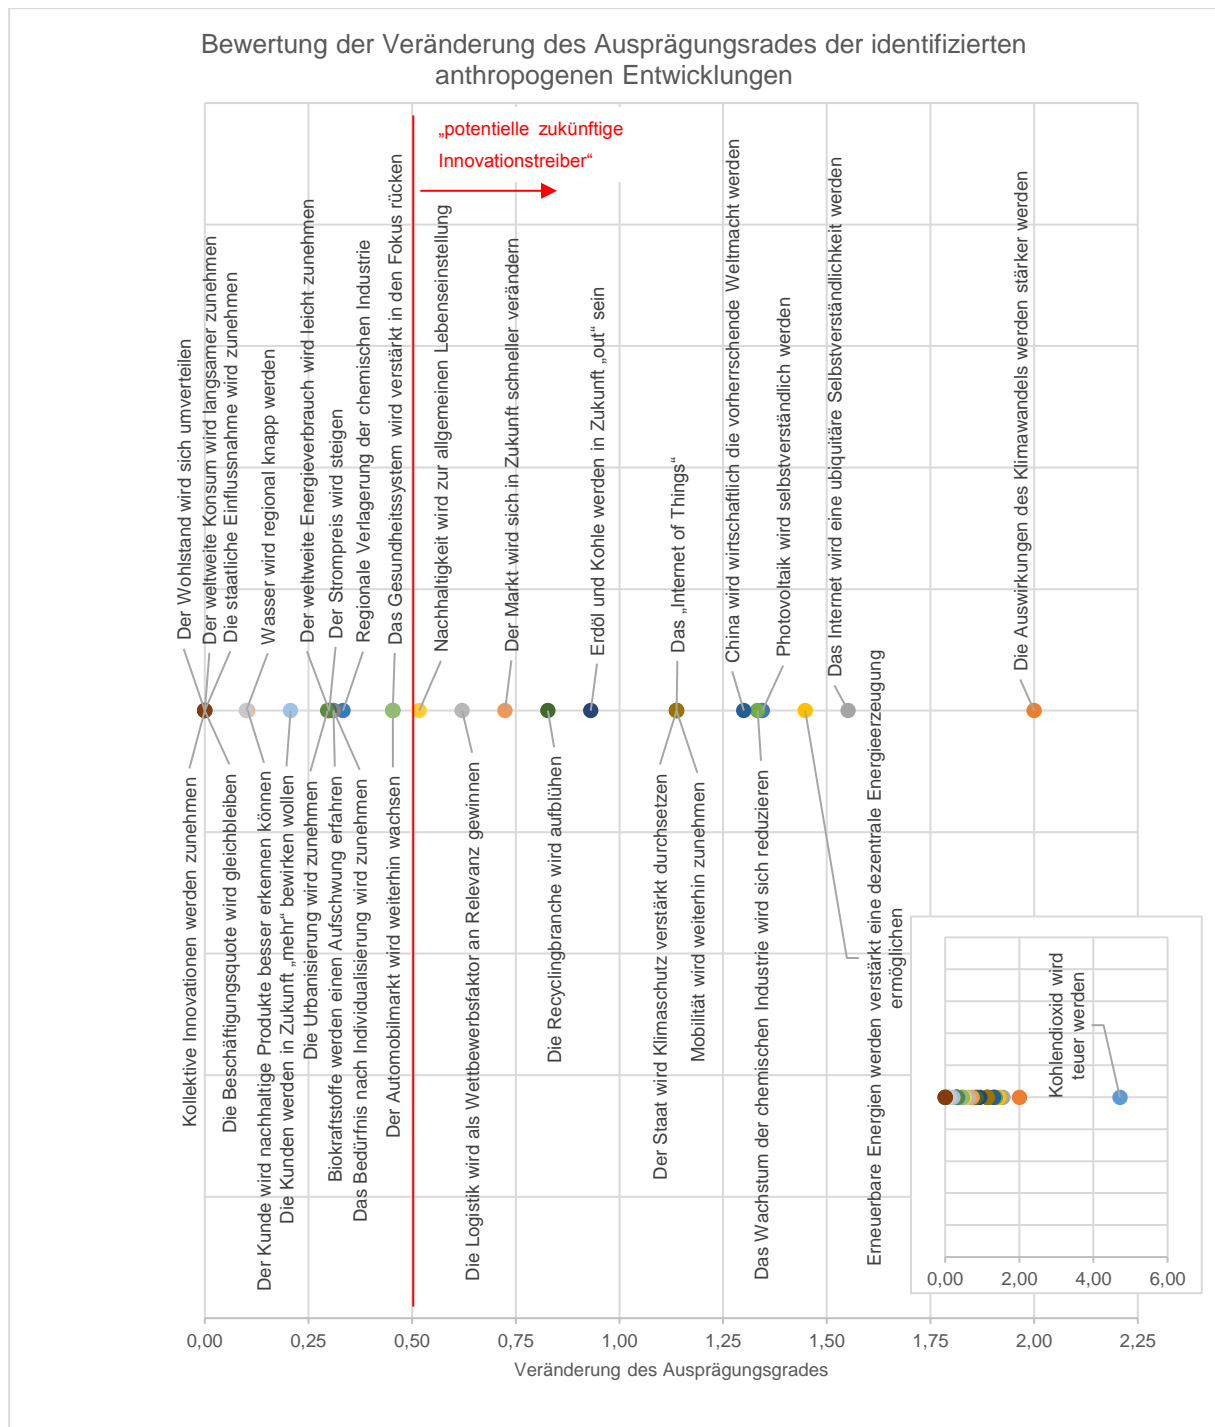 Bewertung der Veränderung des Ausprägungsrades der identifizierten
anthropogenen Entwicklungen
„potentielle zukünftige
Innovationstreiber“
Der Wohlstand wird sich umverteilen
Der weltweite Konsum wird langsamer zunehmen
Die staatliche Einflussnahme wird zunehmen
Wasser wird regional knapp werden
Der weltweite Energieverbrauch wird leicht zunehmen
Der Strompreis wird steigen
Regionale Verlagerung der chemischen Industrie
Das Gesundheitssystem wird verstärkt in den Fokus rücken
Nachhaltigkeit wird zur allgemeinen Lebenseinstellung
Der Markt wird sich in Zukunft schneller verändern
Erdöl und Kohle werden in Zukunft „out“ sein
Das „Internet of Things“
China wird wirtschaftlich die vorherrschende Weltmacht werden
Photovoltaik wird selbstverständlich werden
Das Internet wird eine ubiquitäre Selbstverständlichkeit werden
Die Auswirkungen des Klimawandels werden stärker werden
Kollektive Innovationen werden zunehmen
Die Beschäftigungsquote wird gleichbleiben
Der Kunde wird nachhaltige Produkte besser erkennen können
Die Kunden werden in Zukunft „mehr“ bewirken wollen
Die Urbanisierung wird zunehmen
Biokraftstoffe werden einen Aufschwung erfahren
Das Bedürfnis nach Individualisierung wird zunehmen
Der Automobilmarkt wird weiterhin wachsen
Die Logistik wird als Wettbewerbsfaktor an Relevanz gewinnen
Die Recyclingbranche wird aufblühen
Der Staat wird Klimaschutz verstärkt durchsetzen
Mobilität wird weiterhin zunehmen
Das Wachstum der chemischen Industrie wird sich reduzieren
Erneuerbare Energien werden verstärkt eine dezentrale Energieerzeugung
ermöglichen
Kohlendioxid wird
teuer werden
0,00 2,00 4,00 6,00
0,00 0,25 0,50 0,75 1,00 1,25 1,50 1,75 2,00 2,25
Veränderung des Ausprägungsgrades